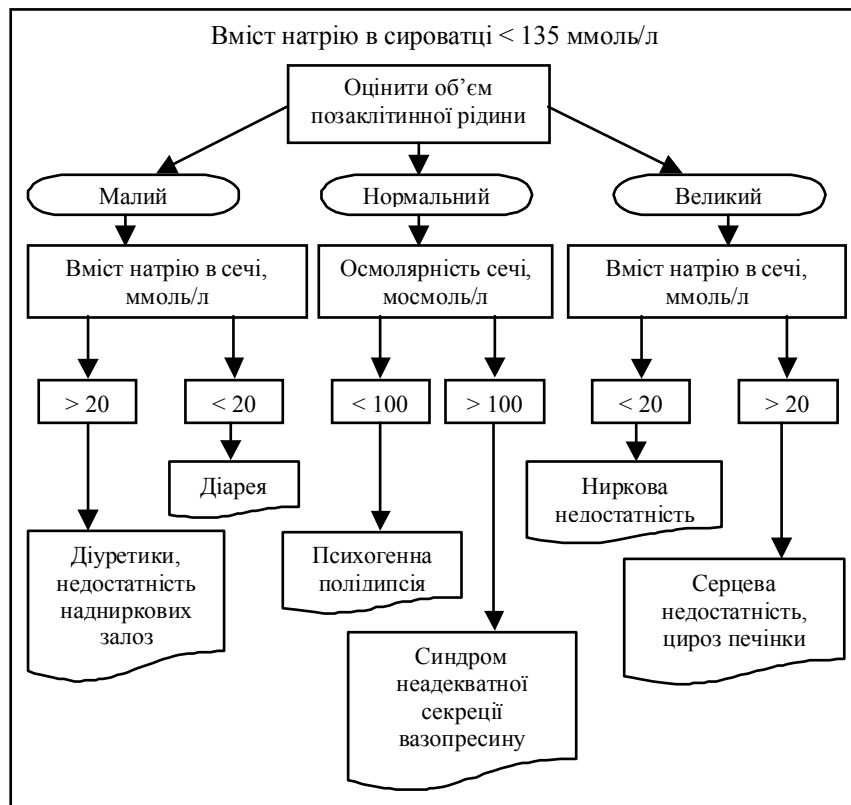 Вміст натрію в сироватці < 135 ммоль/л
Оцінити об’єм
позаклітинної рідини
Малий
Нормальний
Великий
Вміст натрію в сечі,
ммоль/л
Осмолярність сечі,
мосмоль/л
Вміст натрію в сечі,
ммоль/л
> 20
< 20
< 100
> 100
< 20
> 20
Діарея
Ниркова
недостатність
Діуретики,
недостатність
надниркових
залоз
Психогенна
полідипсія
Серцева
недостатність,
цироз печінки
Синдром
неадекватної
секреції
вазопресину